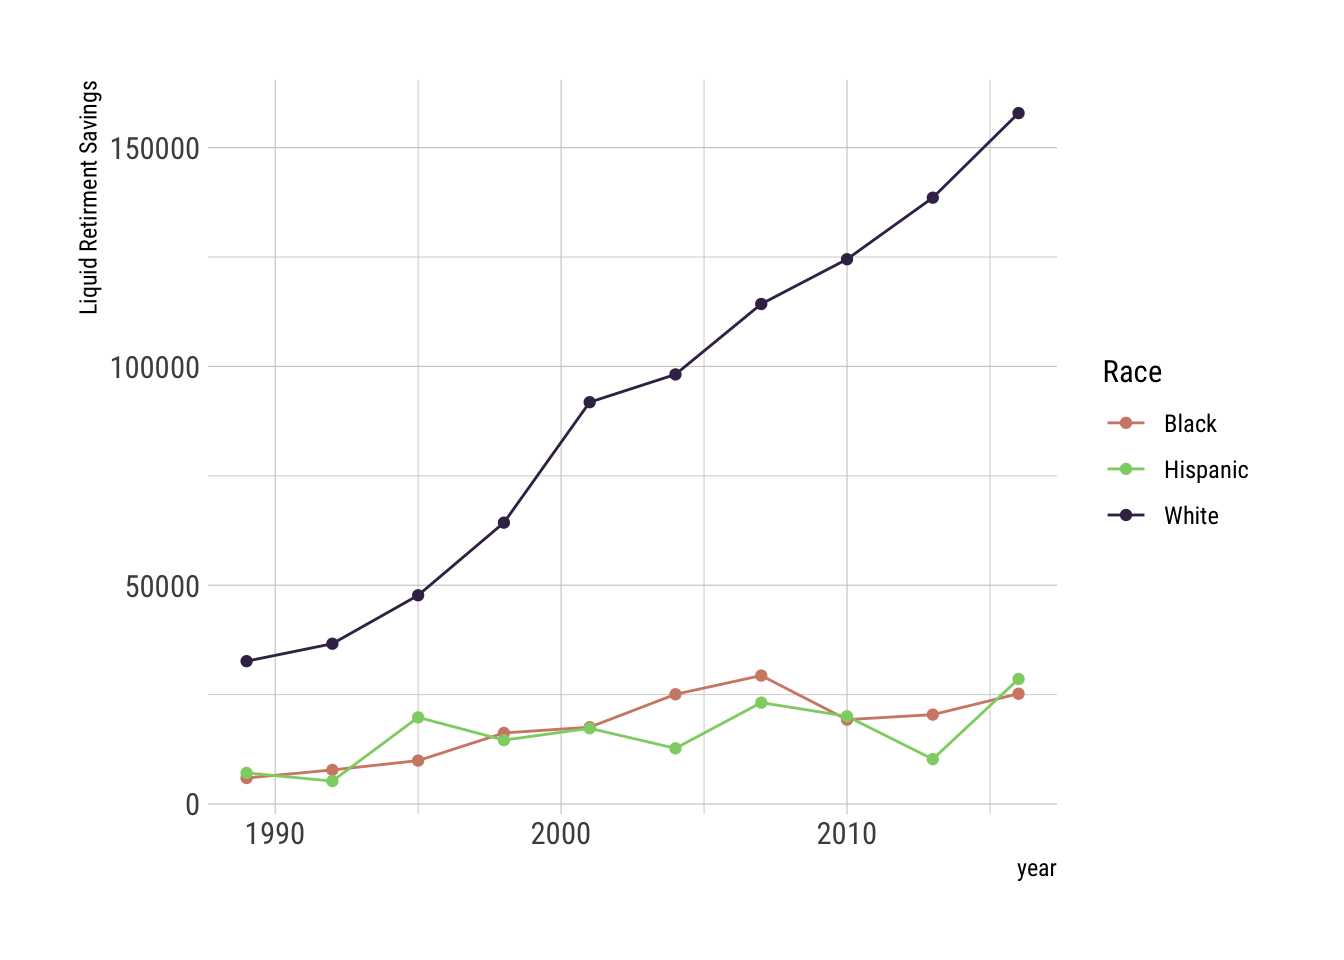 Liquid Retirment Savings
150000
100000
50000
0
1990
2000
2010
year
Race
Black
Hispanic
White